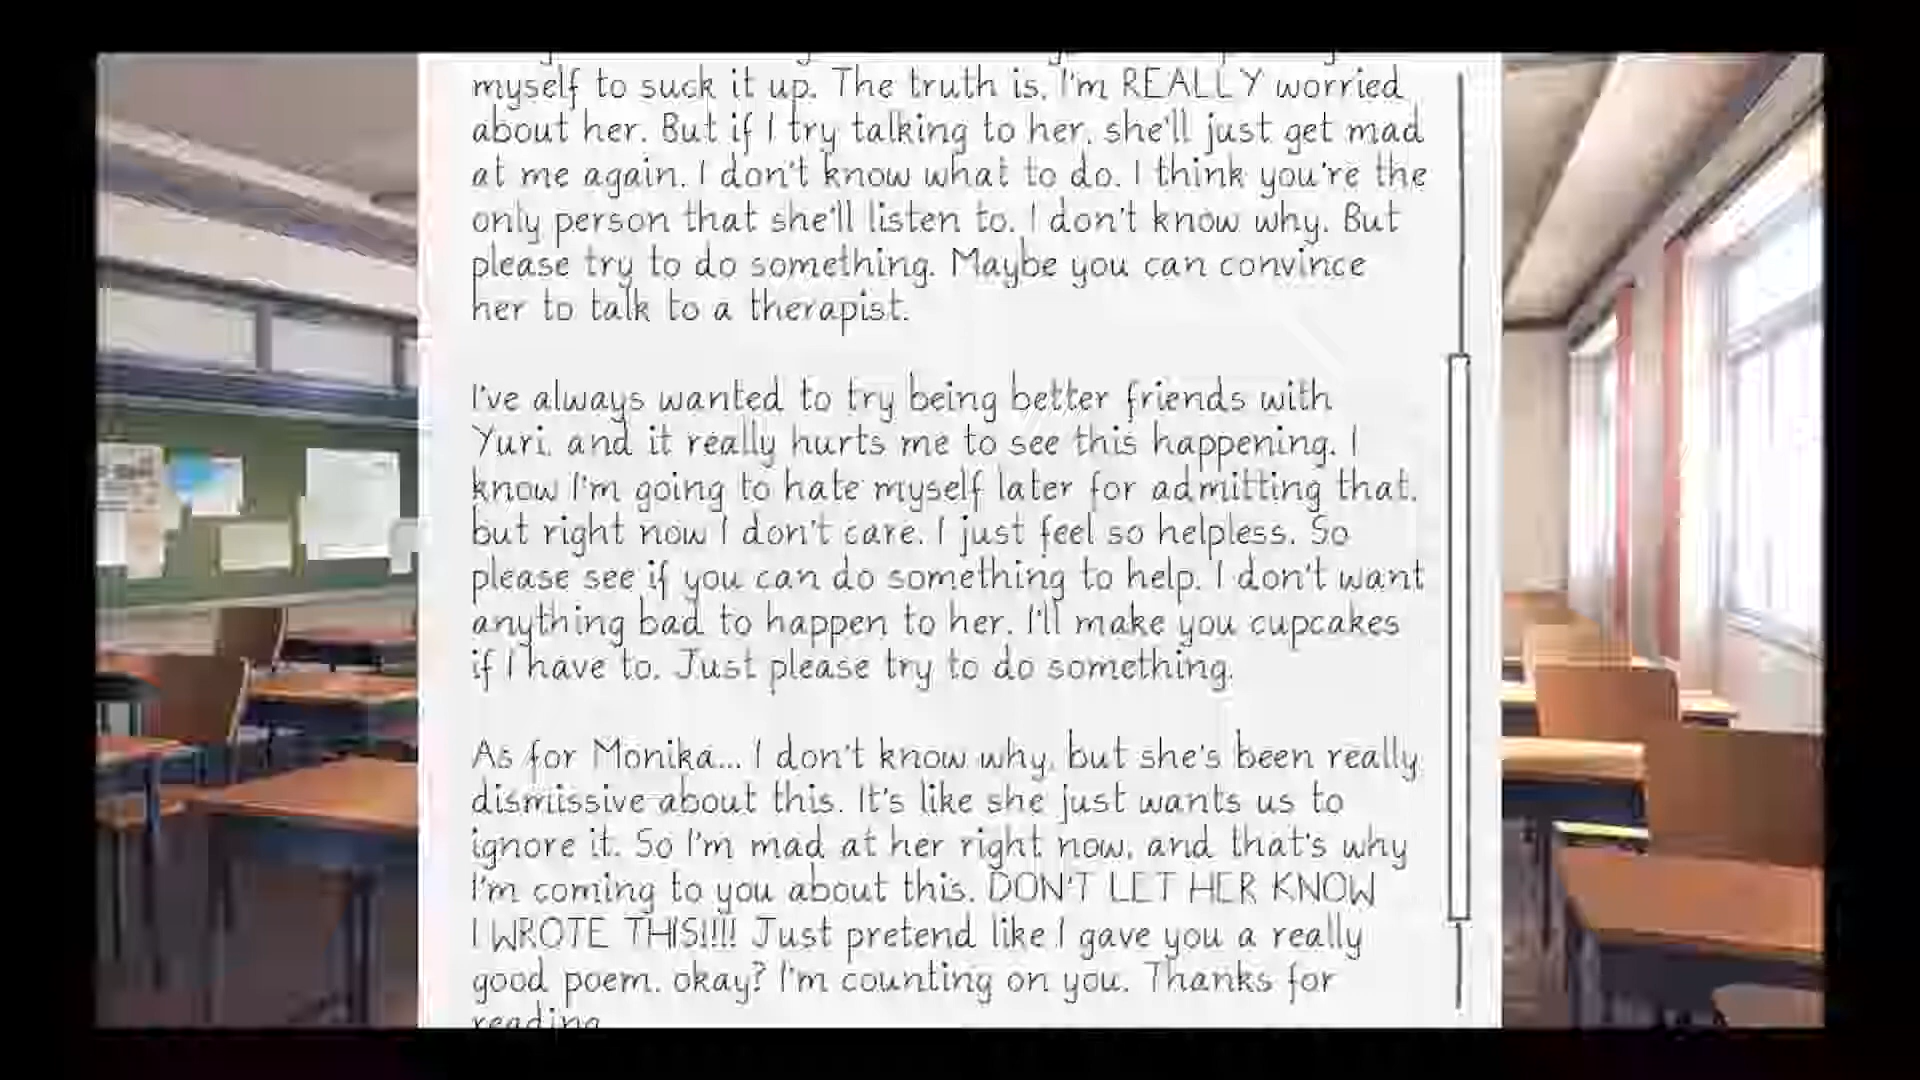 myself to suck it up. The truth is, I'm REALLY worried
about her. But if I try talking to her, she'll just get mad
at me again. I don't know what to do. I think you're the
only person that she'll listen to. I don't know why. But
please try to do something. Maybe you can convince
her to talk to a therapist.
I've always wanted to try being better friends with
Yuri, and it really hurts me to see this happening. I
know I'm going to hate myself later for admitting that,
but right now I don't care. I just feel so helpless. So
please see if you can do something to help. I don't want
anything bad to happen to her. I'll make you cupcakes
if I have to. Just please try to do something.
As for Monika... I don't know why, but she's been really
dismissive about this. It's like she just wants us to
ignore it. So I'm mad at her right now, and that's why
I'm coming to you about this. DON'T LET HER KNOW
I WROTE THIS!!!! Just pretend like I gave you a really
good poem, okay? I'm counting on you. Thanks for
reading